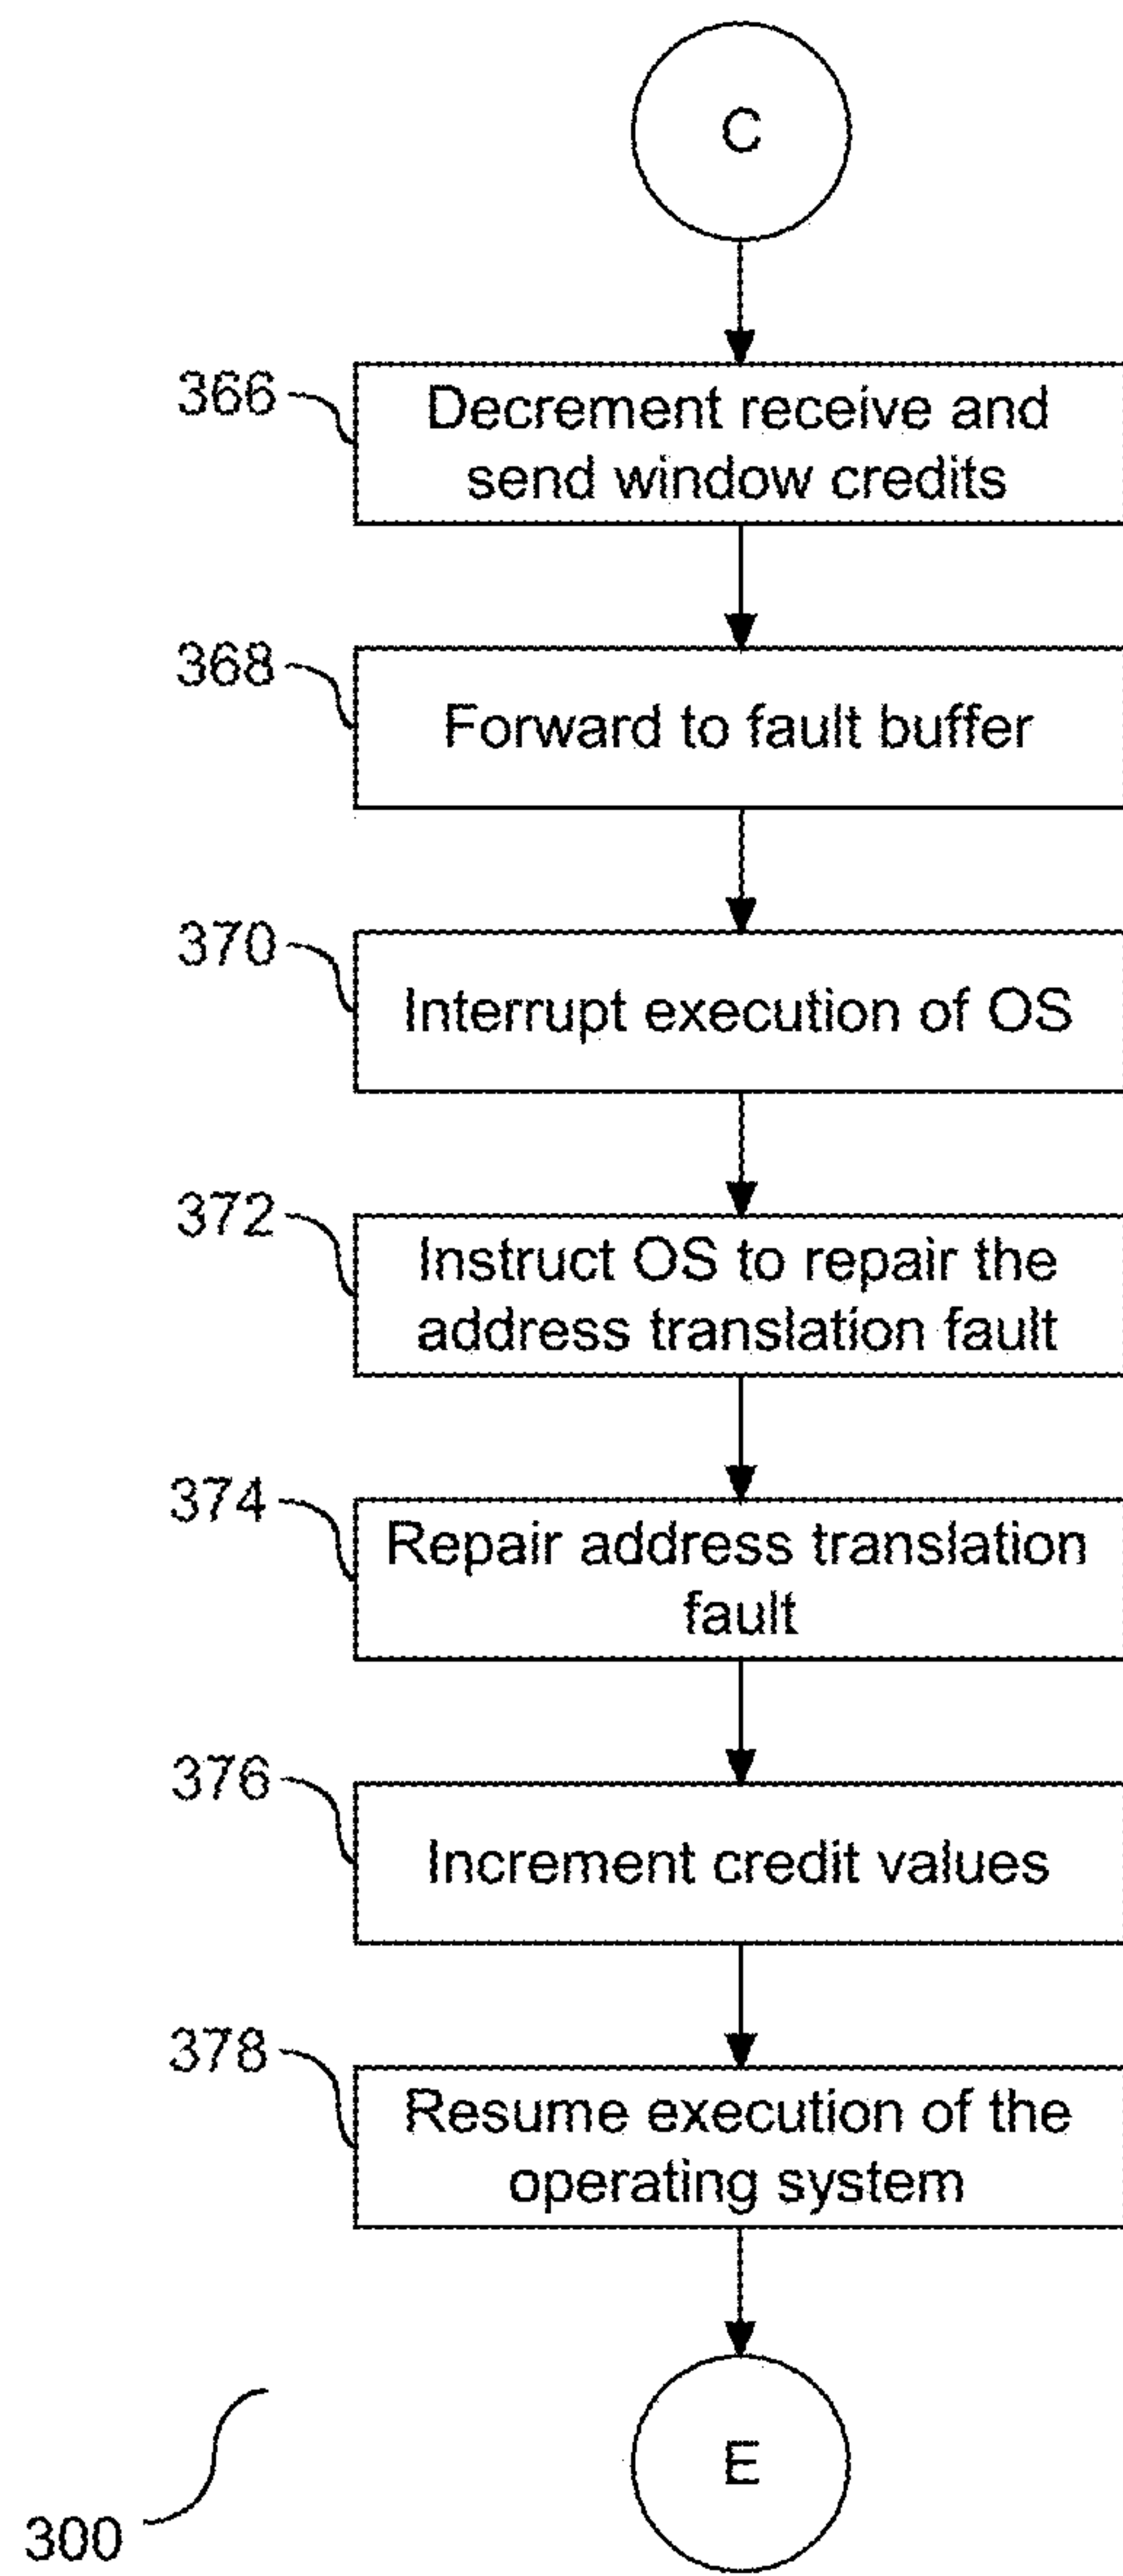 C
366
Decrement receive and
send window credits
368
Forward to fault buffer
370
Interrupt execution of OS
372
Instruct OS to repair the
address translation fault
374
Repair address translation
fault
376
Increment credit values
378
Resume execution of the
operating system
E
300